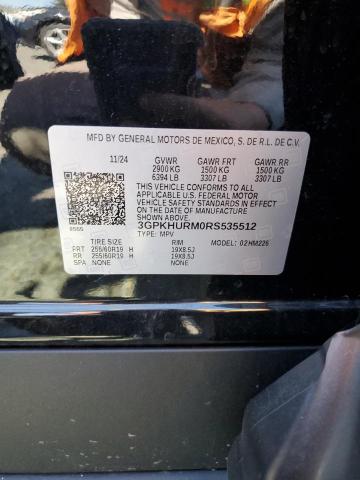 MFD BY GENERAL MOTORS DE MEXICO, S. DE R.L. DE C.V.
11/24 GVWR GAWR FRT GAWR RR
2900 KG 1500 KG 1500 KG
6394 LB 3307 LB 3307 LB
THIS VEHICLE CONFORMS TO ALL APPLICABLE
U.S. FEDERAL MOTOR VEHICLE SAFETY
STANDARDS IN EFFECT ON THE DATE OF
MANUFACTURE SHOWN ABOVE.
3GPKHURM0RS535512
TYPE: MPV
TIRE SIZE RIM MODEL: 02HM226
FRT 255/60R19 H 19X8.5J
RR 255/60R19 H 19X8.5J
SPA NONE NONE